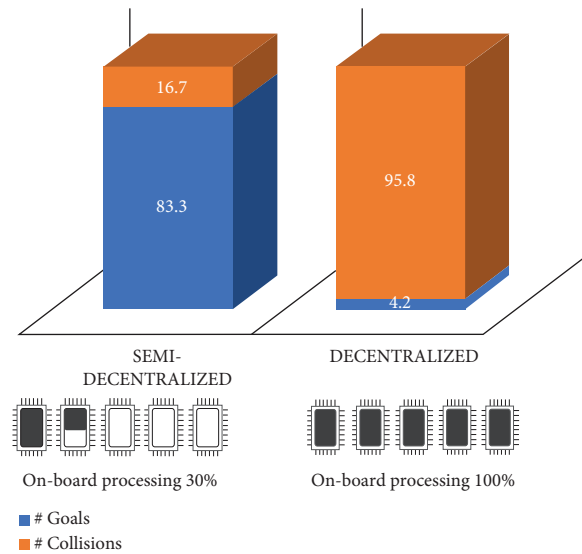 16.7
83.3
95.8
4.2
SEMI-
DECENTRALIZED
DECENTRALIZED
On-board processing 30%
On-board processing 100%
# Goals
# Collisions